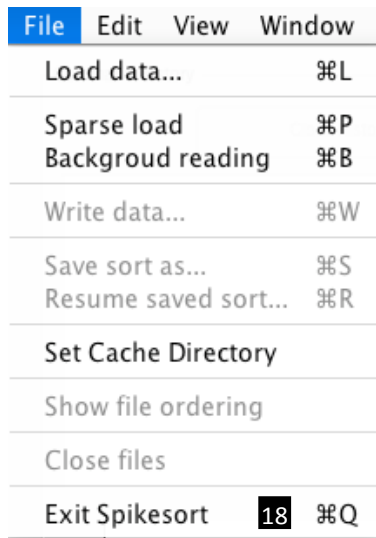 File Edit View Window
Load data... ⌘L
Sparse load ⌘P
Backgroud reading ⌘B
Write data... ⌘W
Save sort as... ⌘S
Resume saved sort... ⌘R
Set Cache Directory
Show file ordering
Close files
Exit Spikesort 18 ⌘Q